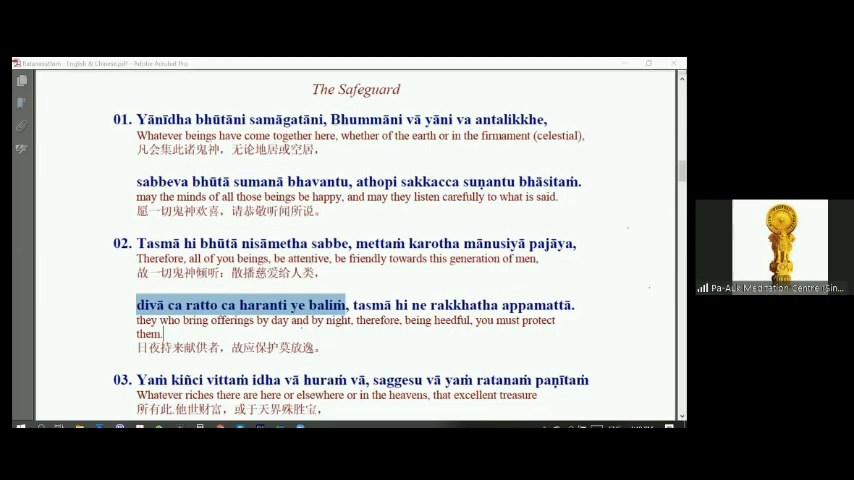 Ratanasuttam - English & Chinese.pdf - Adobe Acrobat Pro
The Safeguard
01. Yānīdha bhūtāni samāgatāni, Bhummāni vā yāni va antalikkhe,
Whatever beings have come together here, whether of the earth or in the firmament (celestial),
凡会集此诸鬼神，无论地居或空居，
sabbeva bhūtā sumanā bhavantu, athopi sakkacca suṇantu bhāsitaṁ.
may the minds of all those beings be happy, and may they listen carefully to what is said.
愿一切鬼神欢喜，请恭敬听闻所说。
02. Tasmā hi bhūtā nisāmetha sabbe, mettaṁ karotha mānusiyā pajāya,
Therefore, all of you beings, be attentive, be friendly towards this generation of men,
故一切鬼神倾听：散播慈爱给人类，
divā ca ratto ca haranti ye baliṁ, tasmā hi ne rakkhatha appamattā.
they who bring offerings by day and by night, therefore, being heedful, you must protect
them.
日夜持来献供者，故应保护莫放逸。
03. Yaṁ kiñci vittaṁ idha vā huraṁ vā, saggesu vā yaṁ ratanaṁ paṇītaṁ
Whatever riches there are here or elsewhere or in the heavens, that excellent treasure
所有此.他世财富，或于天界殊胜宝，
Pa-Auk Meditation Centre (Sin...